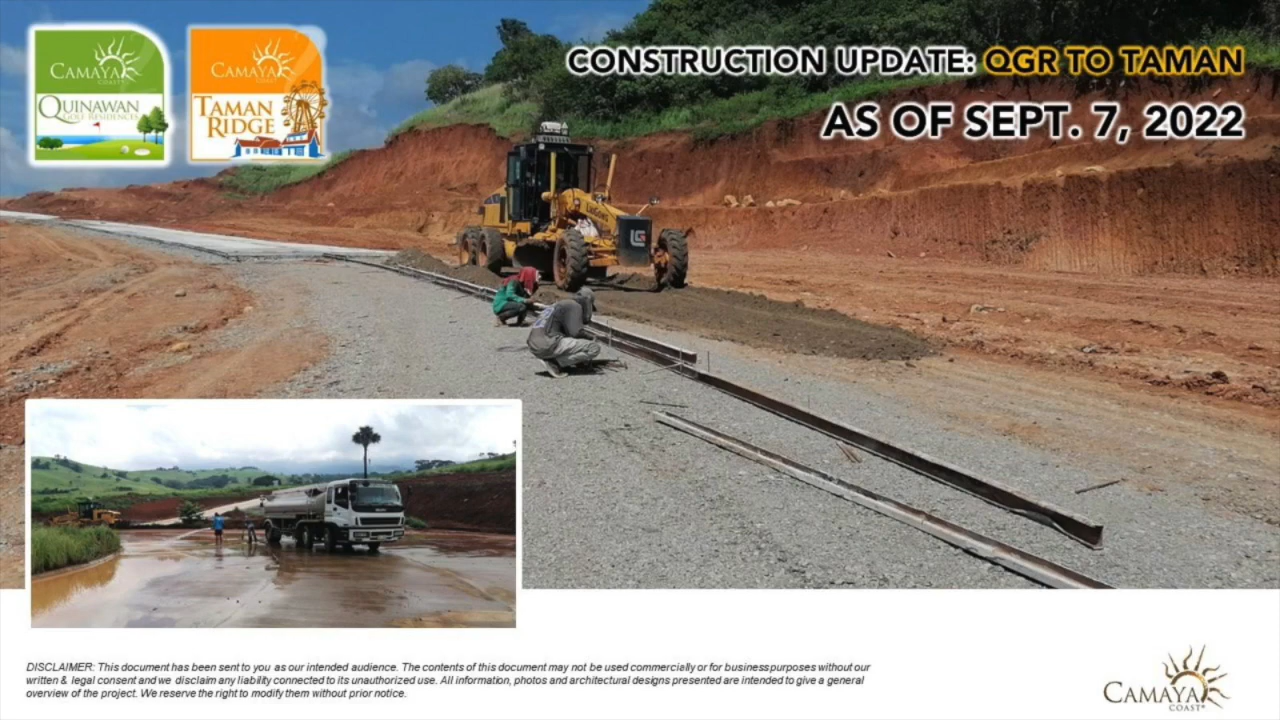 CAMAYA
COAST
QUINAWAN
GOLF RESIDENCES
CAMAYA
COAST
TAMAN
RIDGE
CONSTRUCTION UPDATE: QGR TO TAMAN
AS OF SEPT. 7, 2022
LG
DISCLAIMER: This document has been sent to you as our intended audience. The contents of this document may not be used commercially or for business purposes without our
written & legal consent and we disclaim any liability connected to its unauthorized use. All information, photos and architectural designs presented are intended to give a general
overview of the project. We reserve the right to modify them without prior notice.
CAMAYA
COAST®